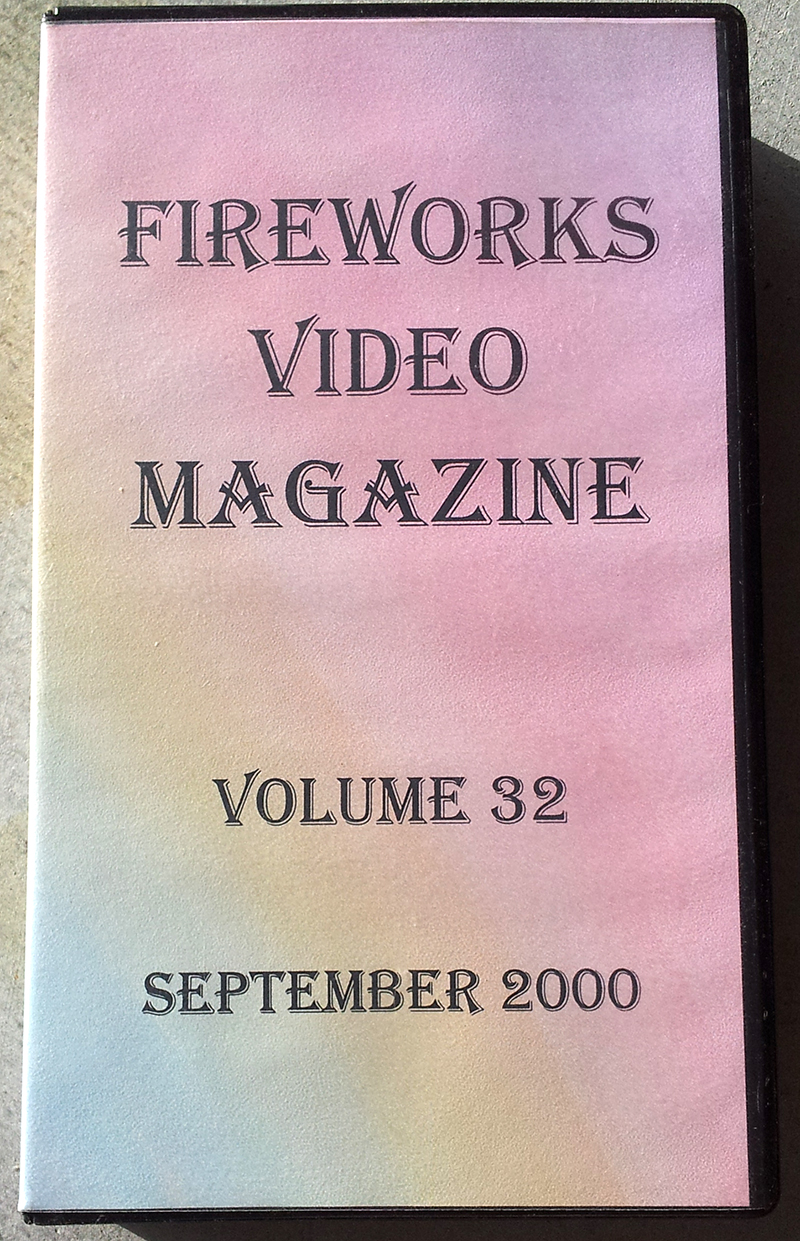 FIREWORKS
VIDEO
MAGAZINE
VOLUME 32
SEPTEMBER 2000